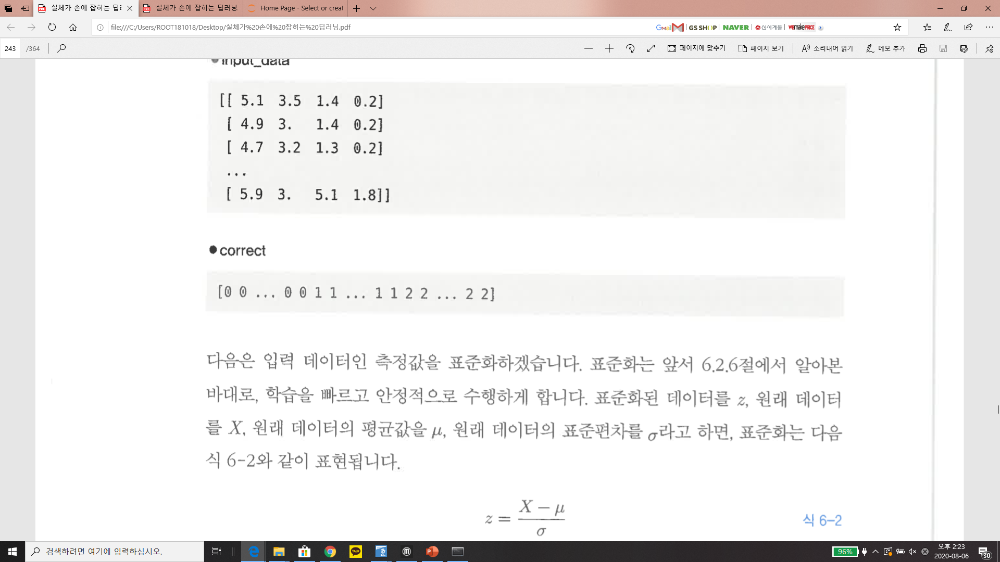 실체가 손에 잡히는 딥러
실체가 손에 잡히는 딥러닝.
Home Page - Select or creat
file:///C:/Users/ROOT181018/Desktop/실체가%20손에%20잡히는%20딥러닝.pdf
Gmail
GS SHOP
NAVER
신세계몰
WEMAKEPRICE
243 /364
페이지에 맞추기
페이지 보기
소리내어 읽기
메모 추가
input_data
[[ 5.1 3.5 1.4 0.2]
[ 4.9 3. 1.4 0.2]
[ 4.7 3.2 1.3 0.2]
...
[ 5.9 3. 5.1 1.8]]
● correct
[0 0 ... 0 0 1 1 ... 1 1 2 2 ... 2 2]
다음은 입력 데이터인 측정값을 표준화하겠습니다. 표준화는 앞서 6.2.6절에서 알아본
바대로, 학습을 빠르고 안정적으로 수행하게 합니다. 표준화된 데이터를 z, 원래 데이터
를 X, 원래 데이터의 평균값을 μ, 원래 데이터의 표준편차를 σ라고 하면, 표준화는 다음
식 6-2와 같이 표현됩니다.
z = (X − μ) / σ
식 6-2
검색하려면 여기에 입력하십시오.
TALK
96%
오후 2:23
2020-08-06
30